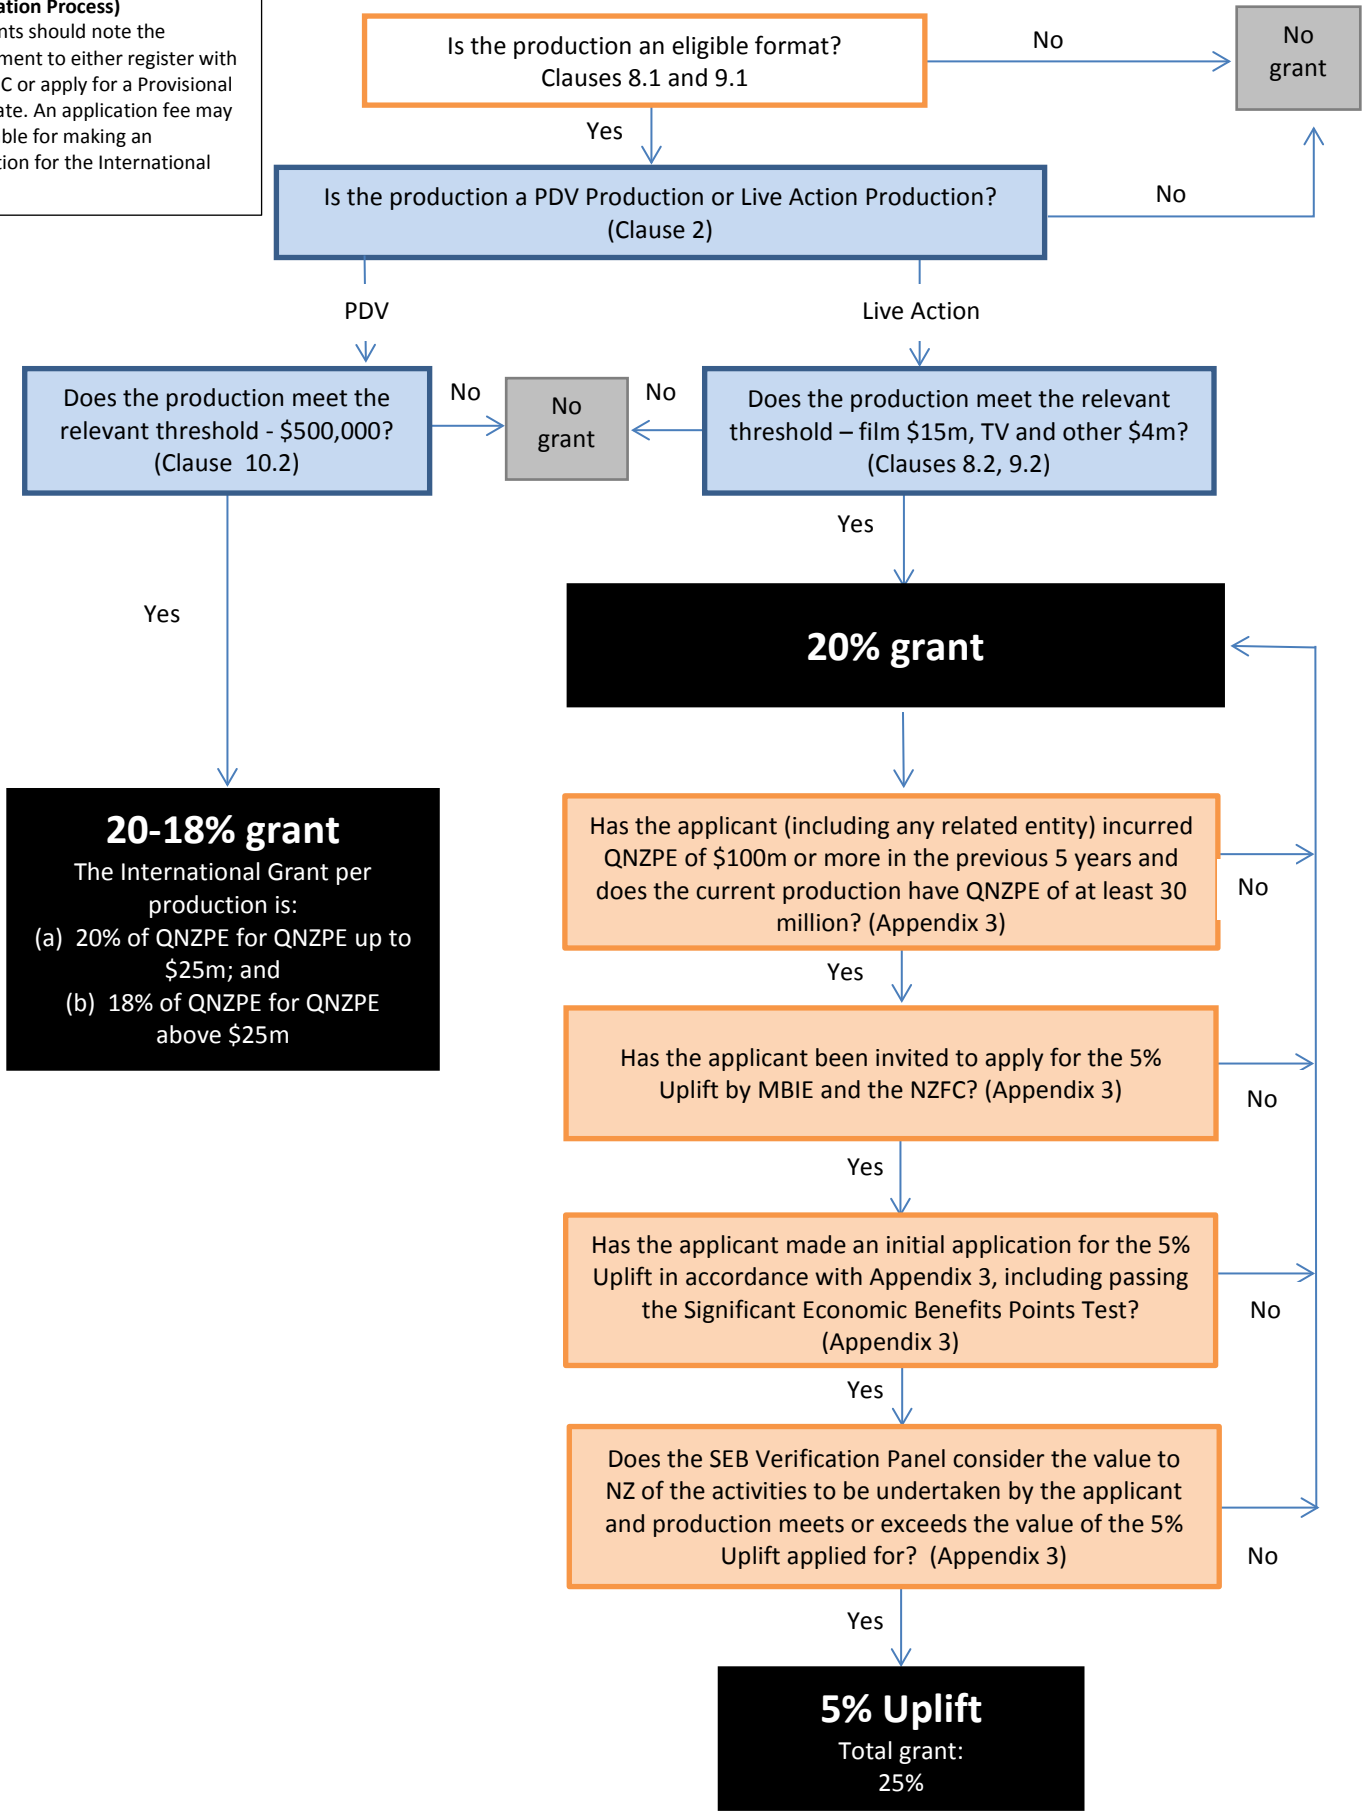 ation Process)
nts should note the
ment to either register with
C or apply for a Provisional
ate. An application fee may
ble for making an
tion for the International
Is the production an eligible format?
Clauses 8.1 and 9.1
No
No
grant
Yes
Is the production a PDV Production or Live Action Production?
(Clause 2)
No
PDV
Live Action
Does the production meet the
relevant threshold - $500,000?
(Clause 10.2)
No
No
grant
No
Does the production meet the relevant
threshold – film $15m, TV and other $4m?
(Clauses 8.2, 9.2)
Yes
Yes
20% grant
20-18% grant
The International Grant per
production is:
(a) 20% of QNZPE for QNZPE up to
$25m; and
(b) 18% of QNZPE for QNZPE
above $25m
Has the applicant (including any related entity) incurred
QNZPE of $100m or more in the previous 5 years and
does the current production have QNZPE of at least 30
million? (Appendix 3)
No
Yes
Has the applicant been invited to apply for the 5%
Uplift by MBIE and the NZFC? (Appendix 3)
No
Yes
Has the applicant made an initial application for the 5%
Uplift in accordance with Appendix 3, including passing
the Significant Economic Benefits Points Test?
(Appendix 3)
No
Yes
Does the SEB Verification Panel consider the value to
NZ of the activities to be undertaken by the applicant
and production meets or exceeds the value of the 5%
Uplift applied for? (Appendix 3)
No
Yes
5% Uplift
Total grant:
25%